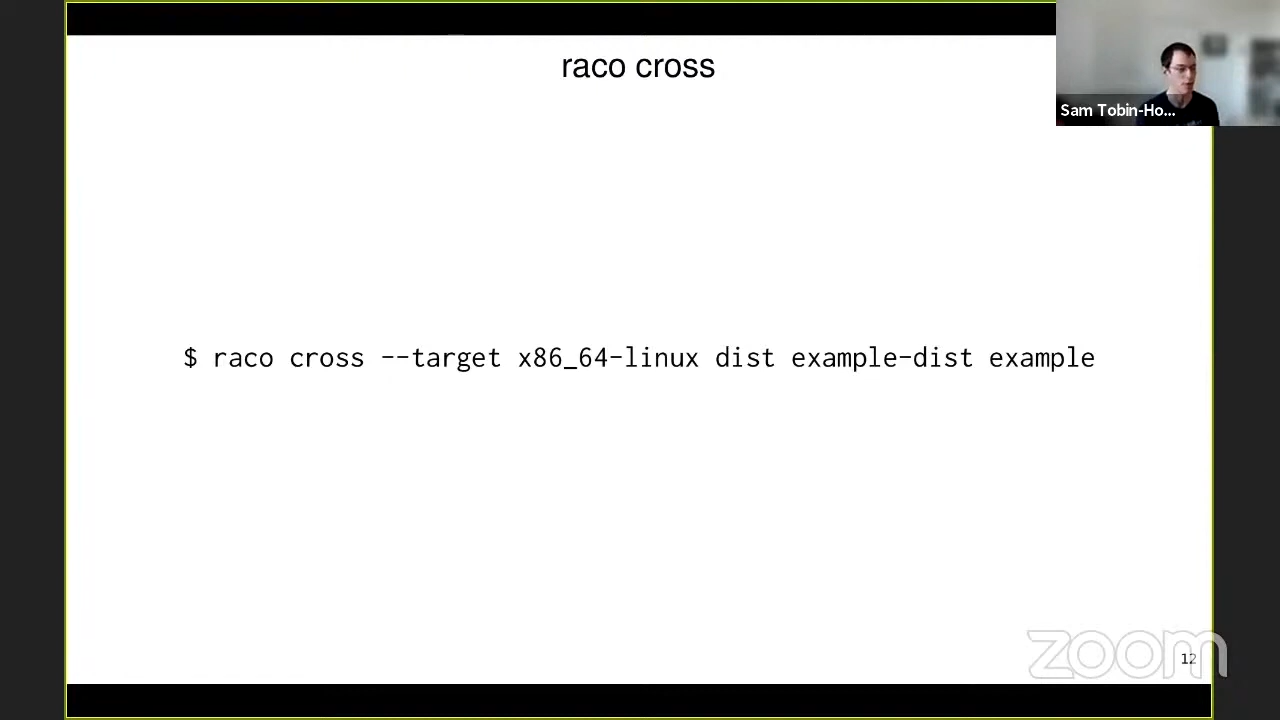 raco cross
Sam Tobin-Ho...
$ raco cross --target x86_64-linux dist example-dist example
zoom
12